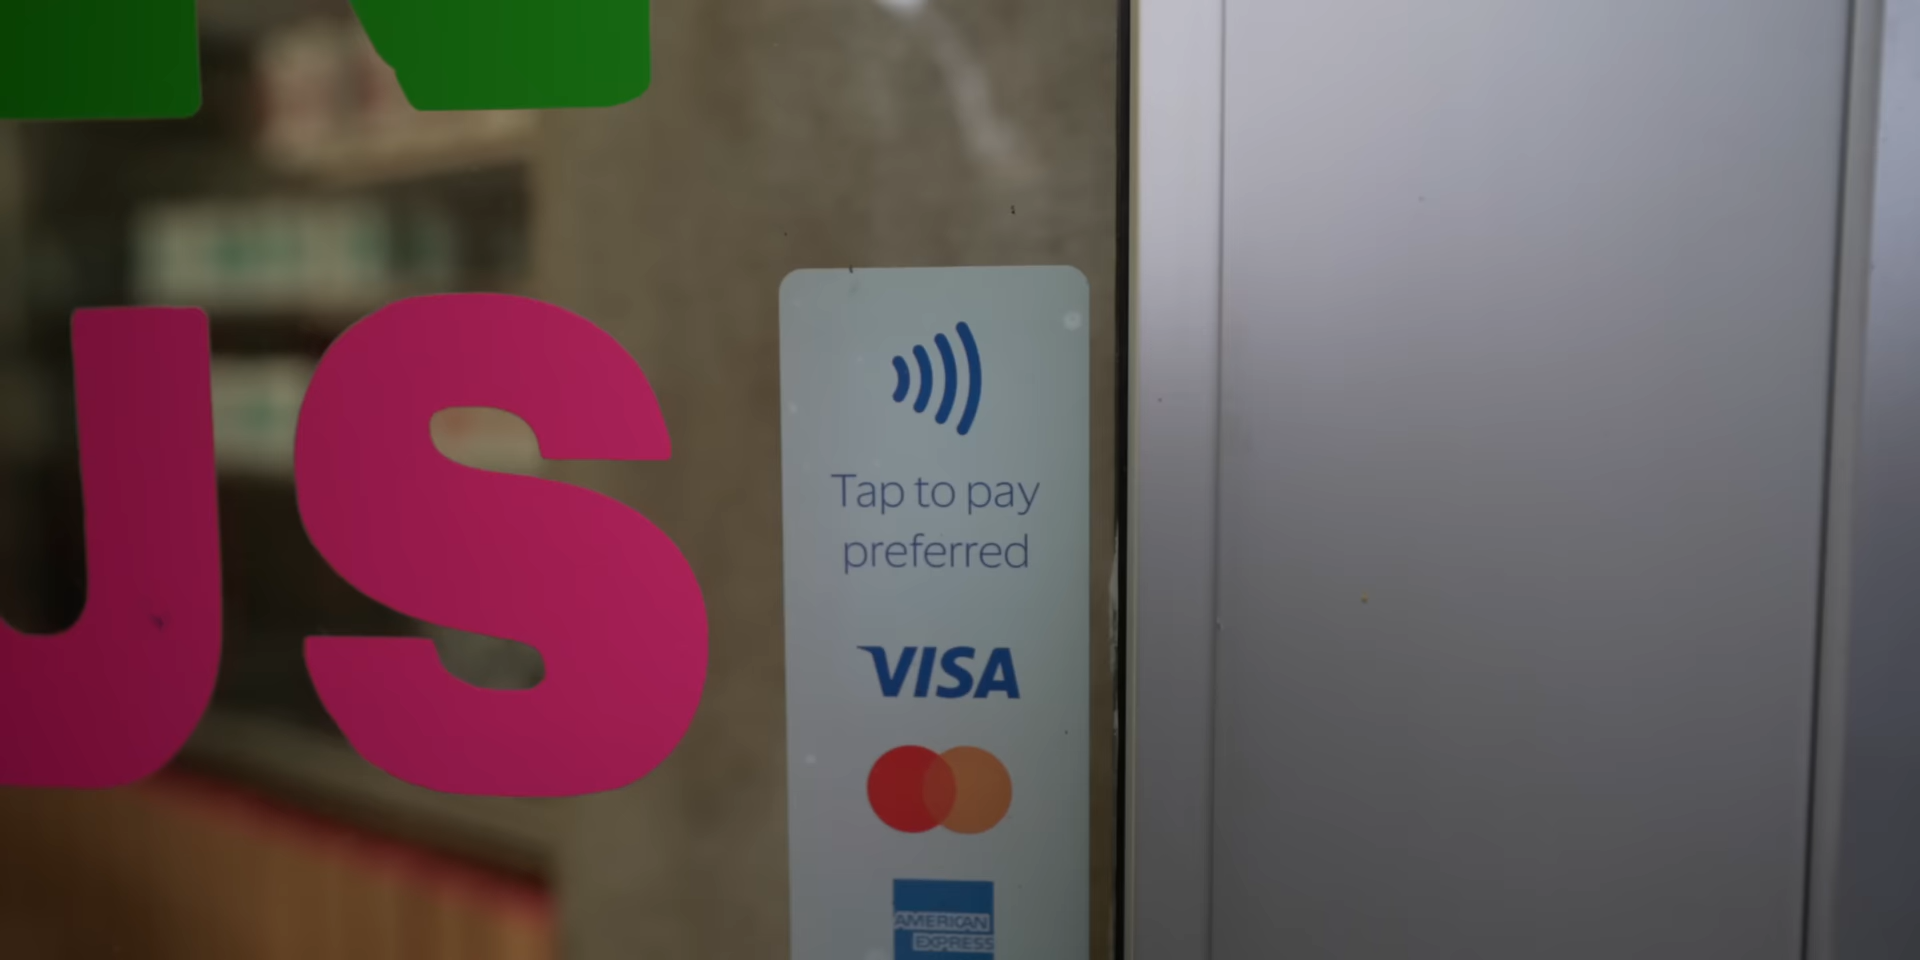 US
Tap to pay
preferred
VISA
AMERICAN
EXPRESS